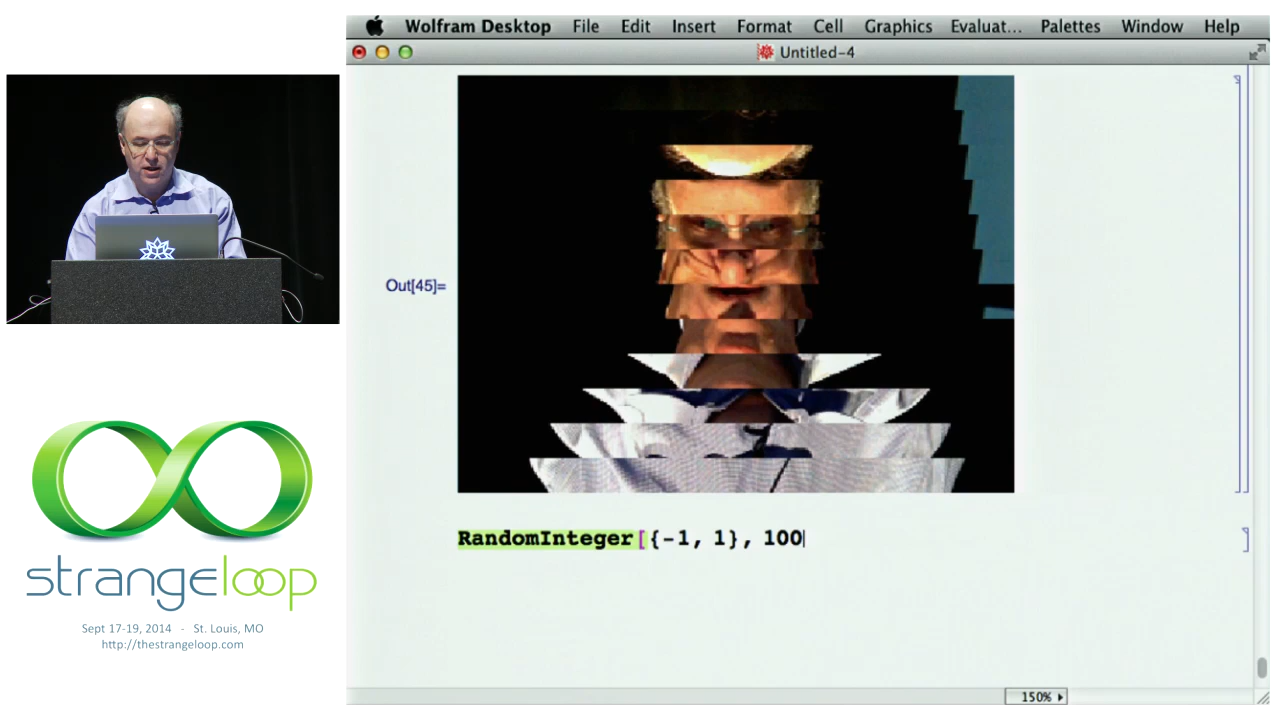 Wolfram Desktop File Edit Insert Format Cell Graphics Evaluat... Palettes Window Help
Untitled-4
Out[45]=
RandomInteger[{-1, 1}, 100
strangeloop
Sept 17-19, 2014 - St. Louis, MO
http://thestrangeloop.com
150%